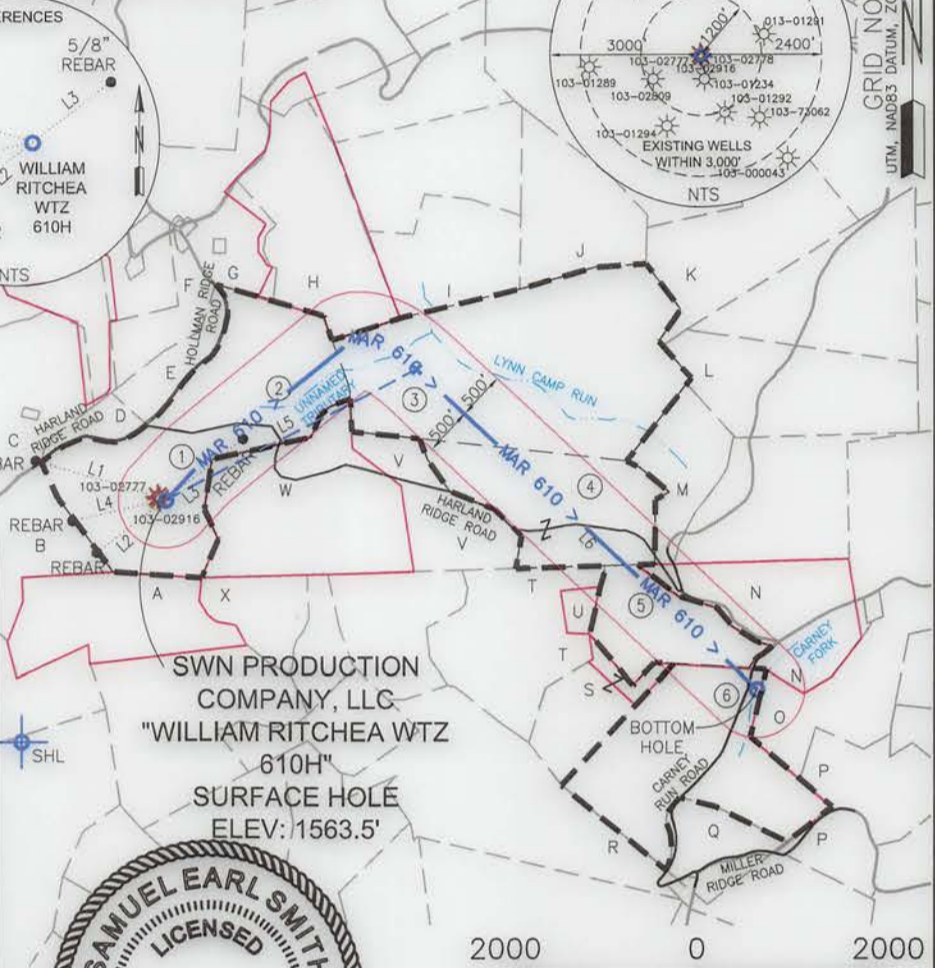 ERENCES
5/8"
REBAR
L3
L2
N
WILLIAM
RITCHEA
WTZ
610H
NTS
1200'
3000'
2400'
013-01291
103-02777
103-02778
103-02916
103-01289
103-02809
103-01234
103-01292
103-73062
103-01294
EXISTING WELLS
WITHIN 3,000'
103-000043
NTS
GRID NO
UTM, NAD83 DATUM, ZO
N
F
G
H
I
J
K
HOLLMAN RIDGE
ROAD
E
D
C
HARLAND
RIDGE ROAD
BAR
MAR 610 >
MAR 610 >
UNNAMED
TRIBUTARY
LYNN CAMP RUN
L
1
2
3
4
5
6
500'
500'
L5
REBAR
L3
L1
L4
L2
103-02777
103-02916
REBAR
B
REBAR
A
X
W
V
HARLAND
RIDGE ROAD
V
MAR 610 >
MAR 610 >
Z
L6
M
T
U
T
S
Z
MAR 610 >
N
N
CARNEY
FORK
O
P
P
Q
R
BOTTOM
HOLE
CARNEY
RUN ROAD
MILLER
RIDGE ROAD
SWN PRODUCTION
COMPANY, LLC
"WILLIAM RITCHEA WTZ
610H"
SURFACE HOLE
ELEV: 1563.5'
SHL
SAMUEL EARL SMITH
LICENSED
2000 0 2000